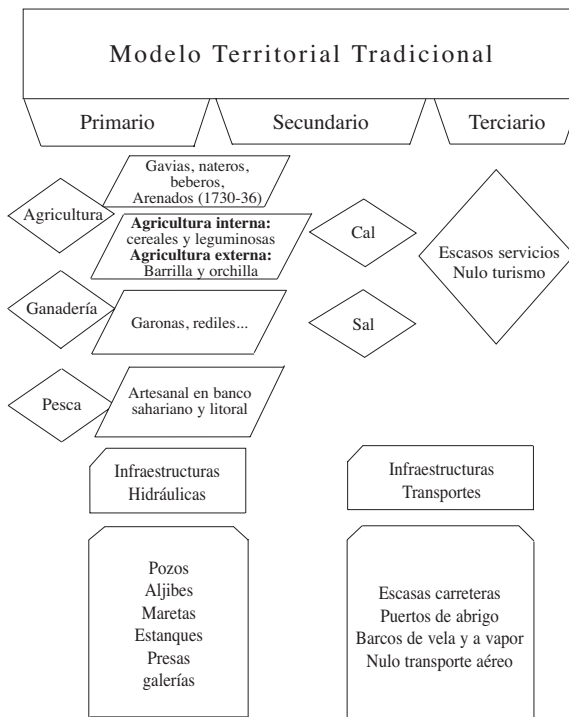 Modelo Territorial Tradicional
Primario
Secundario
Terciario
Agricultura
Gavias, nateros,
beberos,
Arenados (1730-36)
Agricultura interna:
cereales y leguminosas
Agricultura externa:
Barrilla y orchilla
Cal
Escasos servicios
Nulo turismo
Ganadería
Garonas, rediles...
Sal
Pesca
Artesanal en banco
sahariano y litoral
Infraestructuras
Hidráulicas
Infraestructuras
Transportes
Pozos
Aljibes
Maretas
Estanques
Presas
galerías
Escasas carreteras
Puertos de abrigo
Barcos de vela y a vapor
Nulo transporte aéreo